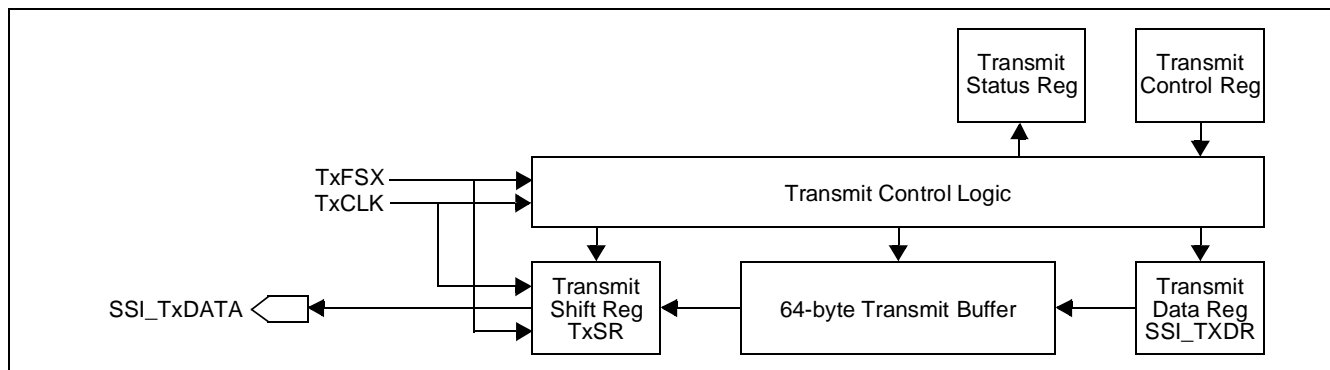 Transmit
Status Reg
Transmit
Control Reg
TxFSX
TxCLK
Transmit Control Logic
SSI_TxDATA
Transmit
Shift Reg
TxSR
64-byte Transmit Buffer
Transmit
Data Reg
SSI_TXDR